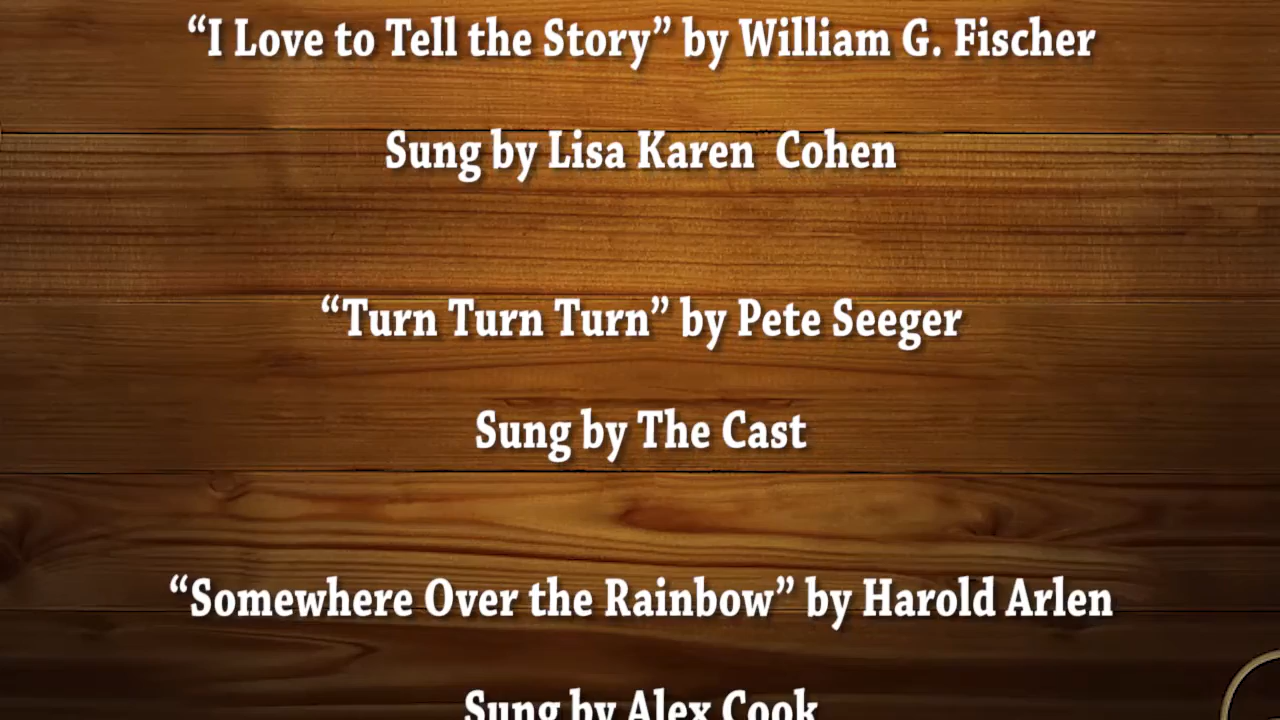 “I Love to Tell the Story” by William G. Fischer
Sung by Lisa Karen  Cohen
“Turn Turn Turn” by Pete Seeger
Sung by The Cast
“Somewhere Over the Rainbow” by Harold Arlen
Sung by Alex Cook